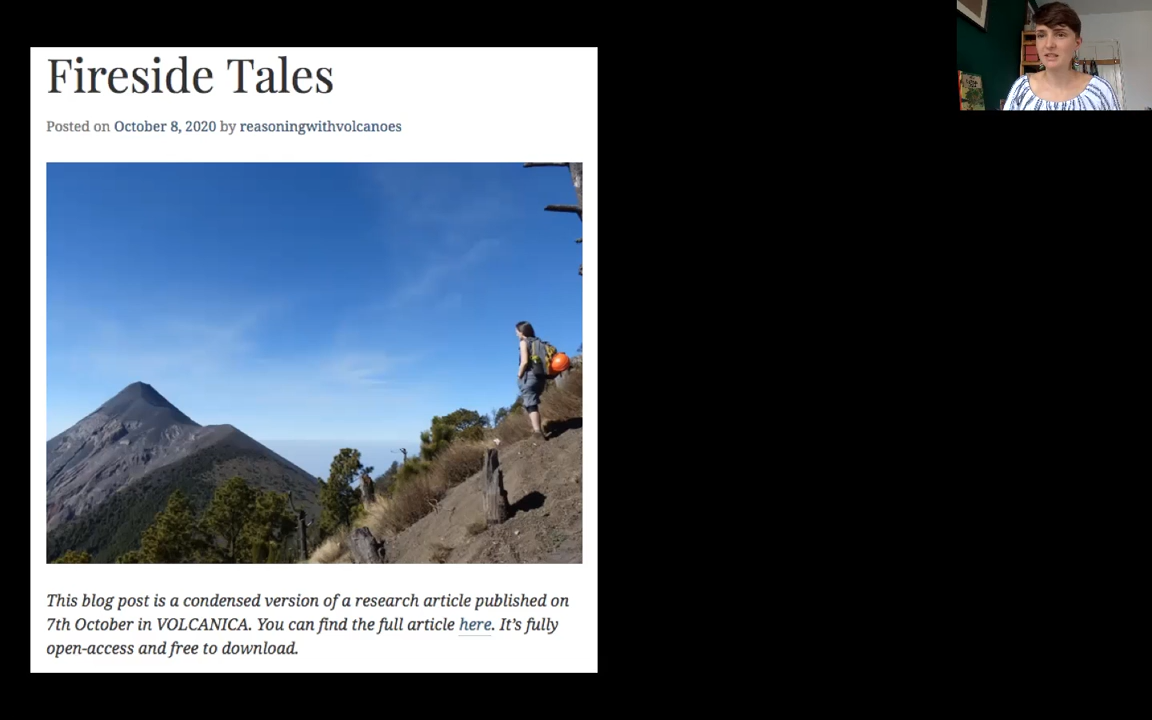 Fireside Tales
Posted on October 8, 2020 by reasoningwithvolcanoes
This blog post is a condensed version of a research article published on
7th October in VOLCANICA. You can find the full article here. It's fully
open-access and free to download.